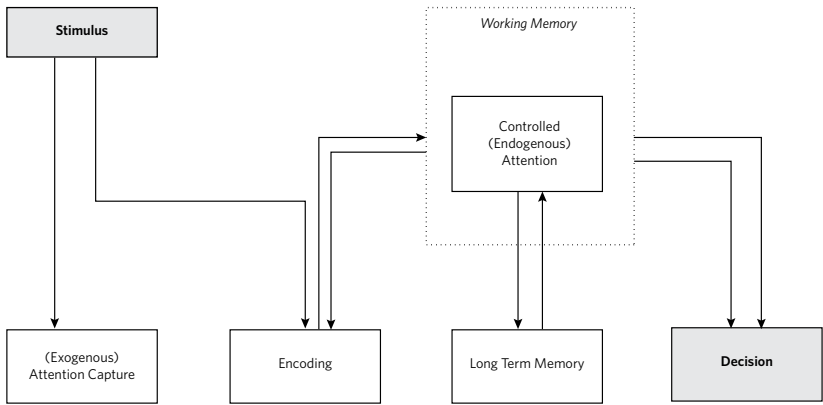 Stimulus
Working Memory
Controlled
(Endogenous)
Attention
(Exogenous)
Attention Capture
Encoding
Long Term Memory
Decision